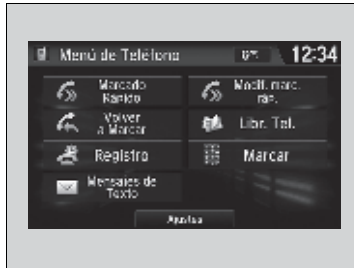 Menú de Teléfono
12:34
Marcado
Rápido
Modif. marc.
ráp.
Volver
a Marcar
Libr. Tel.
Registro
Marcar
Mensajes de
Texto
Ajustes